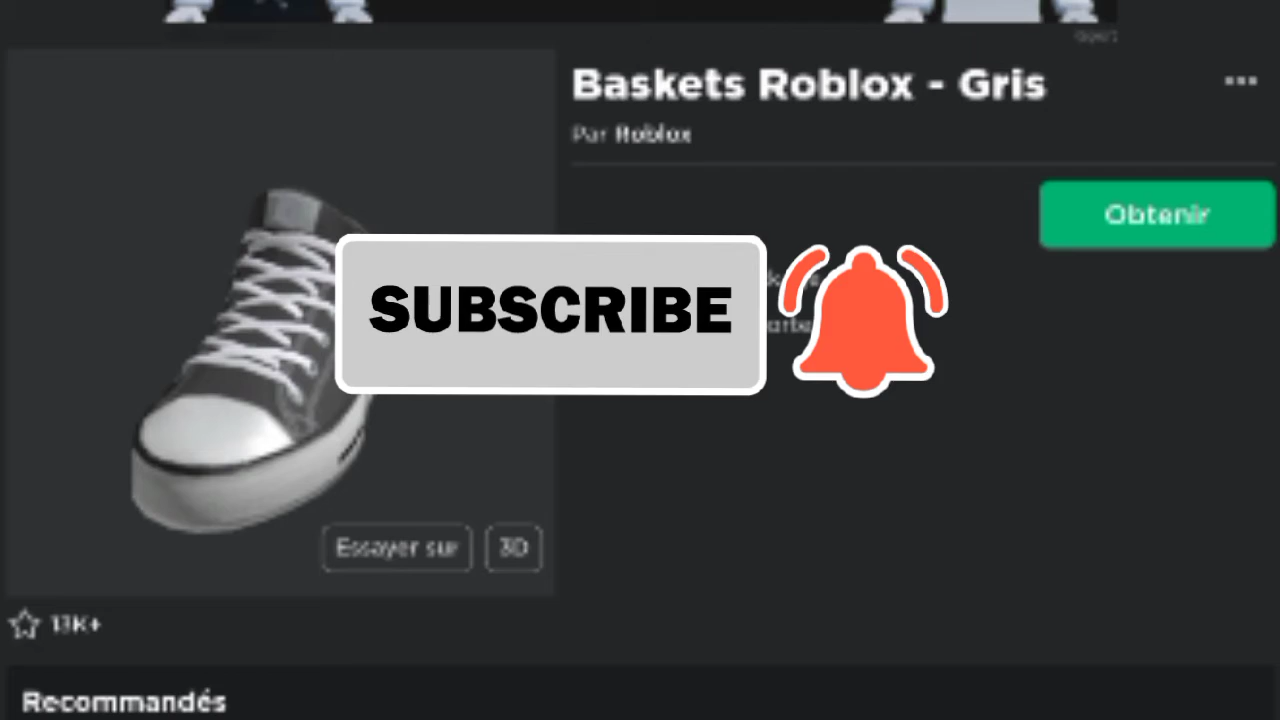 Baskets Roblox - Gris
Par Roblox
Obtenir
SUBSCRIBE
Essayer sur
3D
13K+
Recommandés